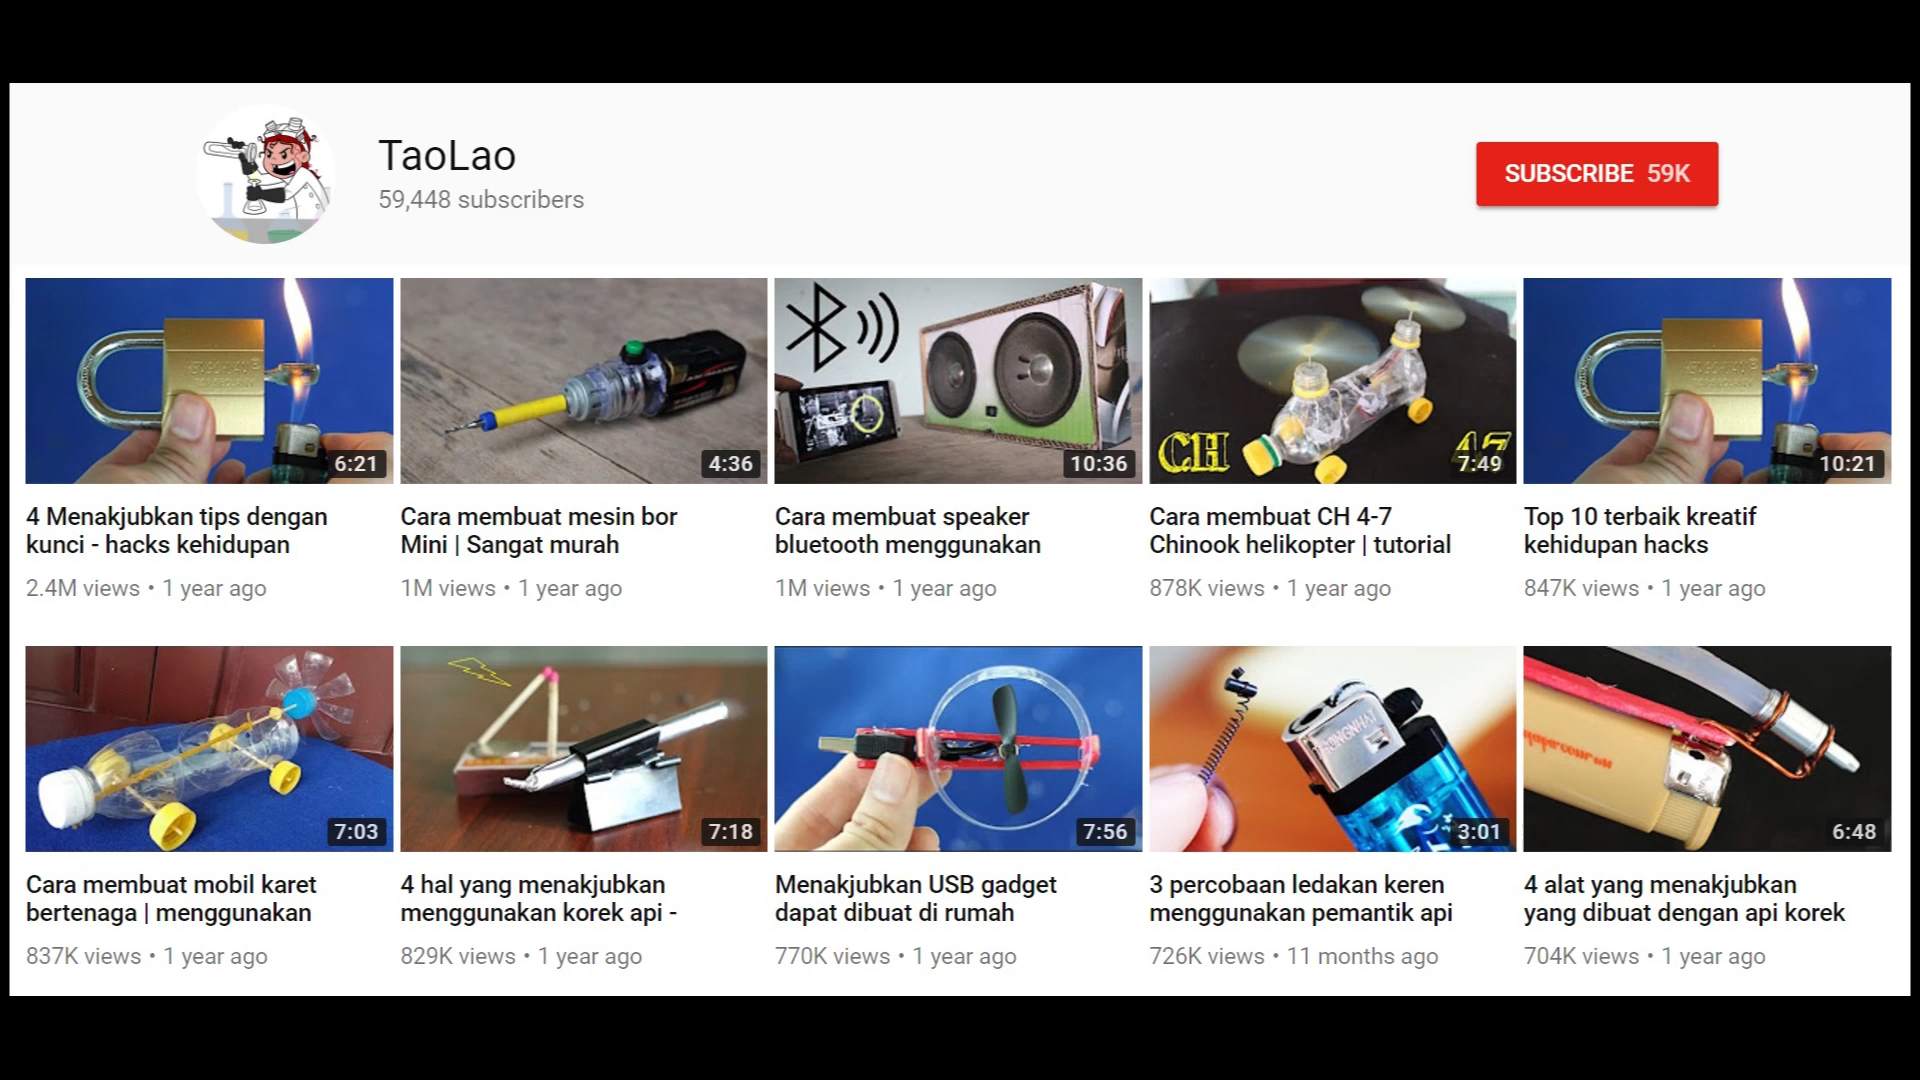 TaoLao
59,448 subscribers
SUBSCRIBE 59K
6:21
4:36
10:36
CH 47
7:49
10:21
4 Menakjubkan tips dengan
kunci - hacks kehidupan
2.4M views • 1 year ago
Cara membuat mesin bor
Mini | Sangat murah
1M views • 1 year ago
Cara membuat speaker
bluetooth menggunakan
1M views • 1 year ago
Cara membuat CH 4-7
Chinook helikopter | tutorial
878K views • 1 year ago
Top 10 terbaik kreatif
kehidupan hacks
847K views • 1 year ago
7:03
7:18
7:56
3:01
6:48
Cara membuat mobil karet
bertenaga | menggunakan
837K views • 1 year ago
4 hal yang menakjubkan
menggunakan korek api -
829K views • 1 year ago
Menakjubkan USB gadget
dapat dibuat di rumah
770K views • 1 year ago
3 percobaan ledakan keren
menggunakan pemantik api
726K views • 11 months ago
4 alat yang menakjubkan
yang dibuat dengan api korek
704K views • 1 year ago